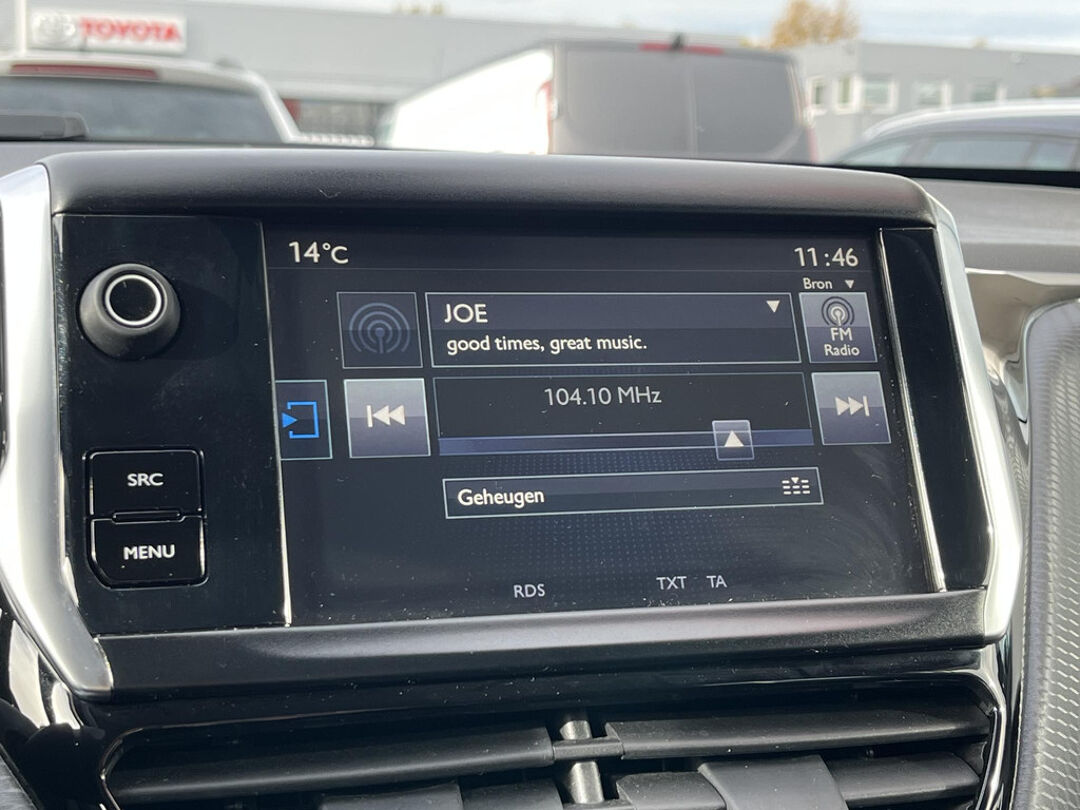 TOYOTA
14°C
11:46
Bron
JOE
good times, great music.
FM
Radio
104.10 MHz
SRC
Geheugen
MENU
RDS TXT TA